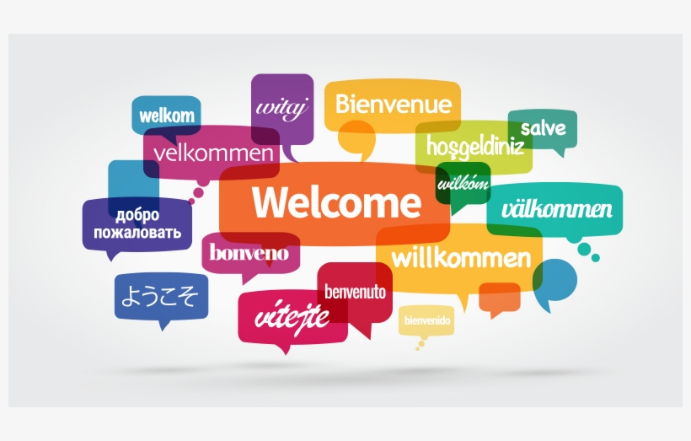 witaj
Bienvenue
welkom
velkommen
hoşgeldiniz
salve
Welcome
wilkóm
välkommen
добро
пожаловать
bonveno
willkommen
ようこそ
vítejte
benvenuto
bienvenido